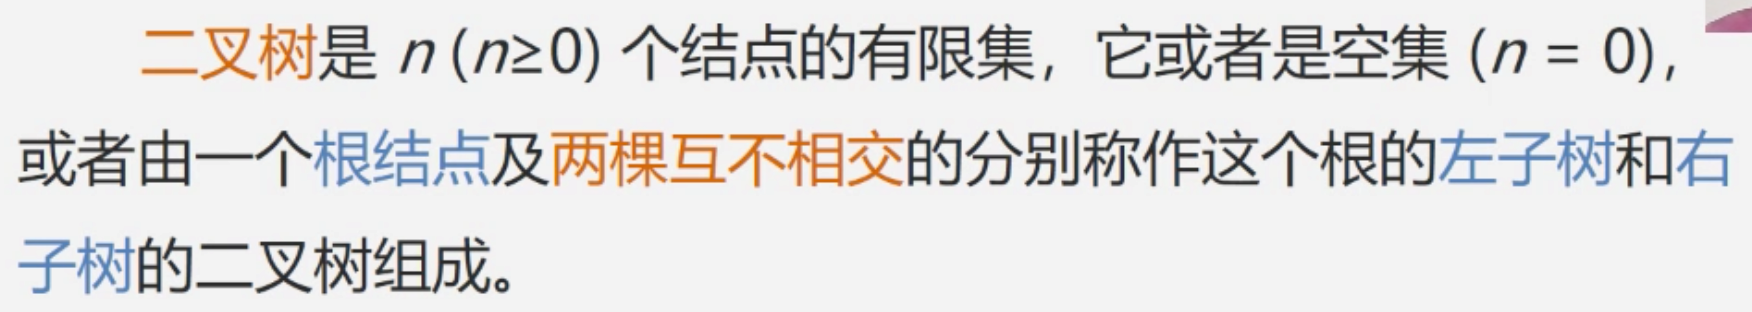 二叉树是 n (n≥0) 个结点的有限集，它或者是空集 (n = 0)，
或者由一个根结点及两棵互不相交的分别称作这个根的左子树和右
子树的二叉树组成。